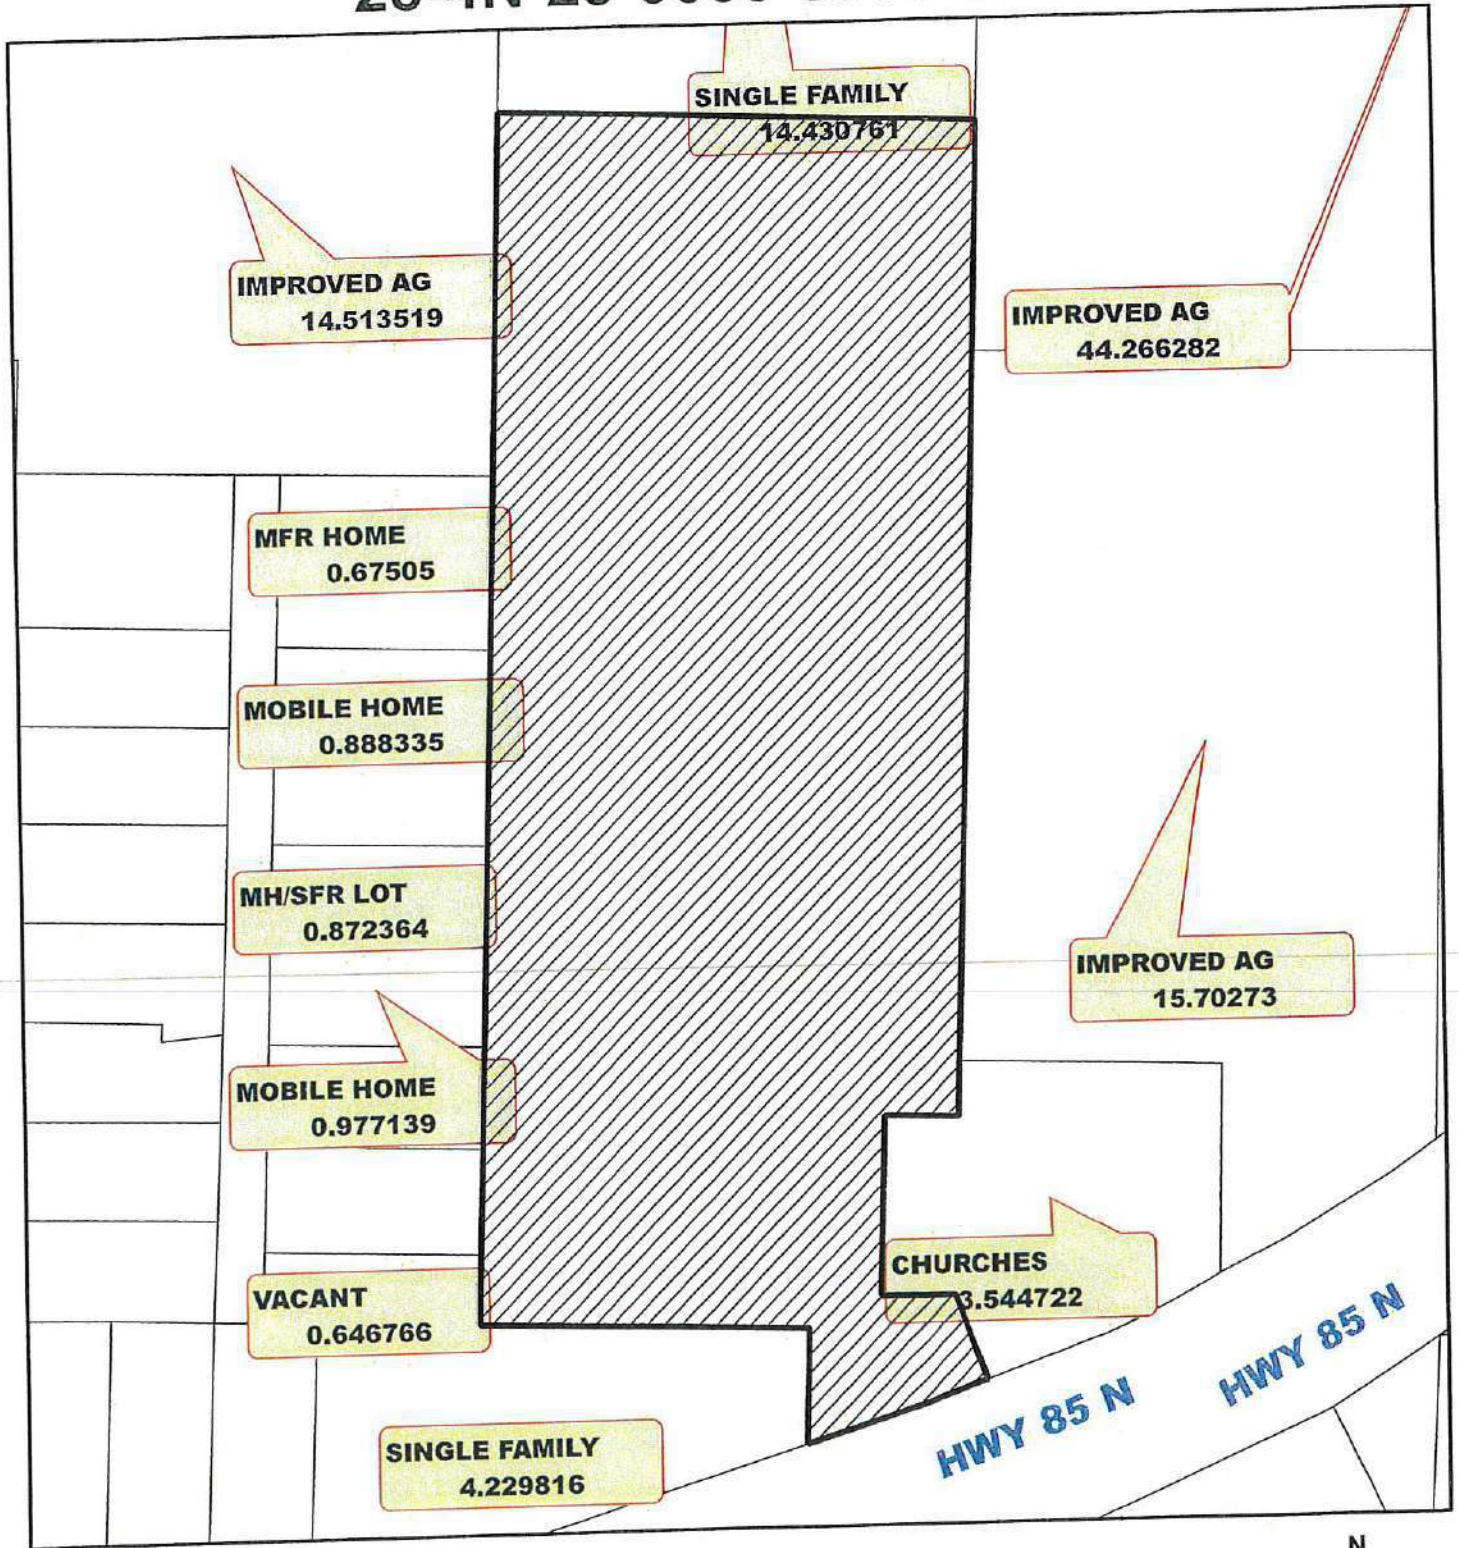 SINGLE FAMILY
14.430761
IMPROVED AG
14.513519
IMPROVED AG
44.266282
MFR HOME
0.67505
MOBILE HOME
0.888335
MH/SFR LOT
0.872364
IMPROVED AG
15.70273
MOBILE HOME
0.977139
CHURCHES
3.544722
VACANT
0.646766
HWY 85 N
HWY 85 N
SINGLE FAMILY
4.229816
N